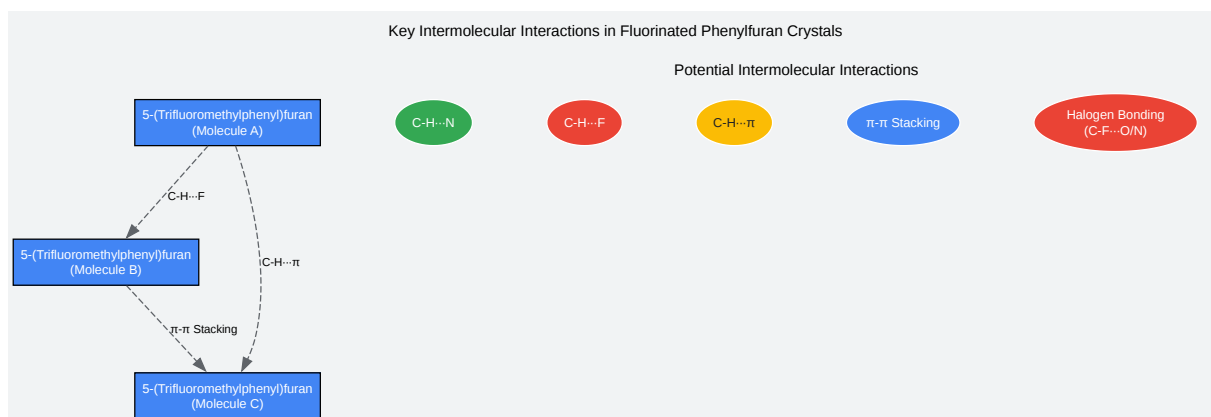 Key Intermolecular Interactions in Fluorinated Phenylfuran Crystals
Potential Intermolecular Interactions
5-(Trifluoromethylphenyl)furan
(Molecule A)
C-H···N
C-H···F
C-H···π
π-π Stacking
Halogen Bonding
(C-F···O/N)
C-H···F
5-(Trifluoromethylphenyl)furan
(Molecule B)
C-H···π
π-π Stacking
5-(Trifluoromethylphenyl)furan
(Molecule C)